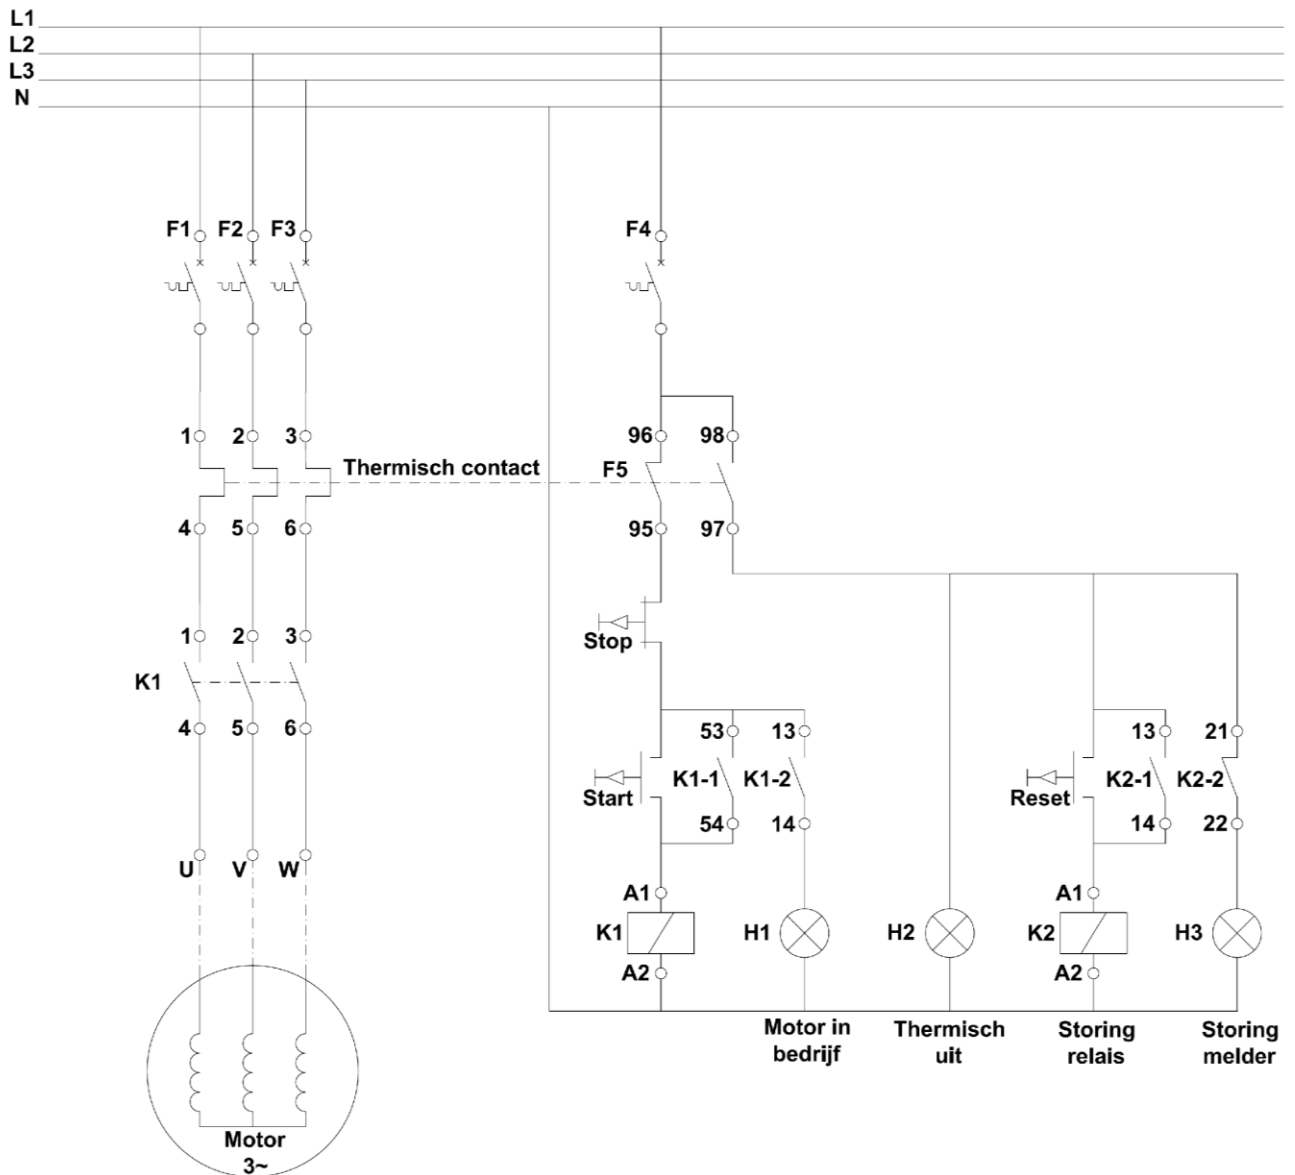 L1
L2
L3
N
F1 F2 F3 F4
1 2 3 96 98
Thermisch contact F5
4 5 6 95 97
Stop
1 2 3
K1
4 5 6
53 13 13 21
K1-1 K1-2 K2-1 K2-2
Start Reset
54 14 14 22
U V W
A1 A1
K1 H1 H2 K2 H3
A2 A2
Motor in
bedrijf
Thermisch
uit
Storing
relais
Storing
melder
Motor
3~